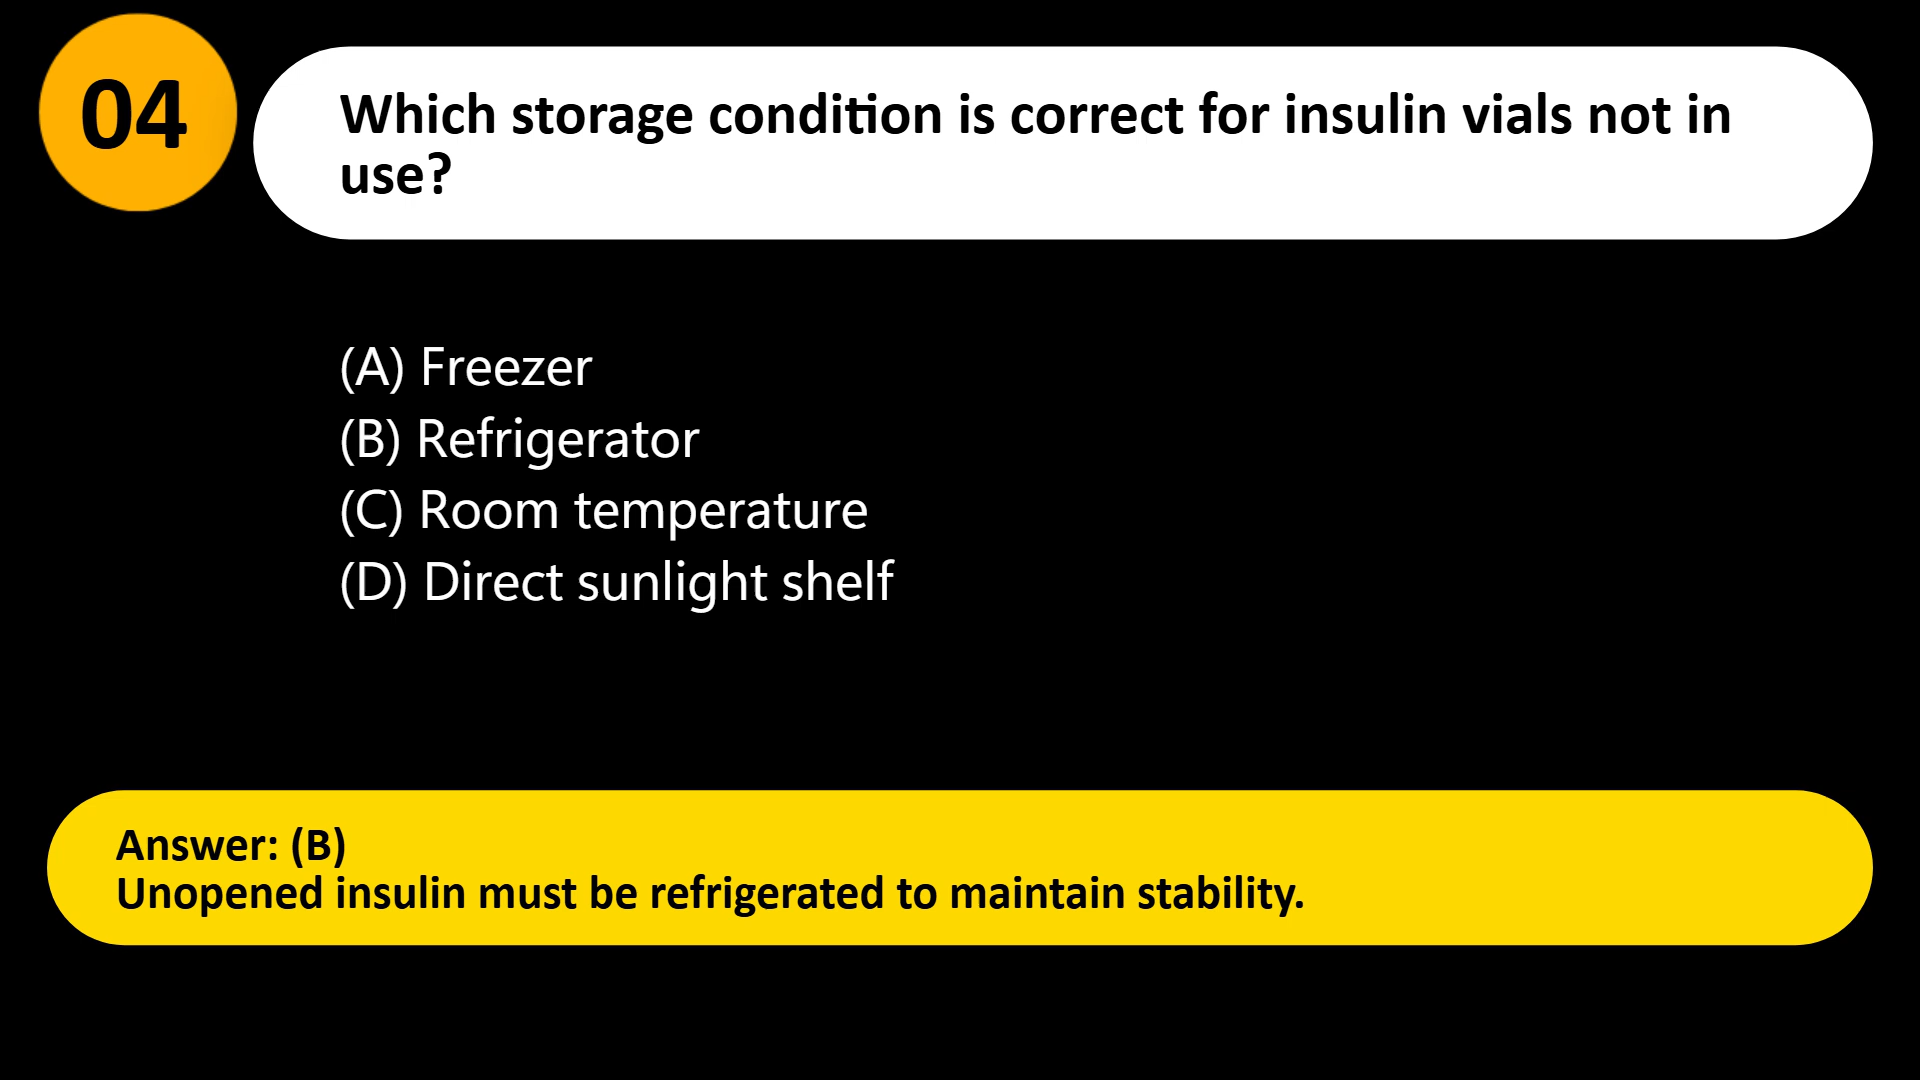 04
Which storage condition is correct for insulin vials not in
use?
(A) Freezer
(B) Refrigerator
(C) Room temperature
(D) Direct sunlight shelf
Answer: (B)
Unopened insulin must be refrigerated to maintain stability.